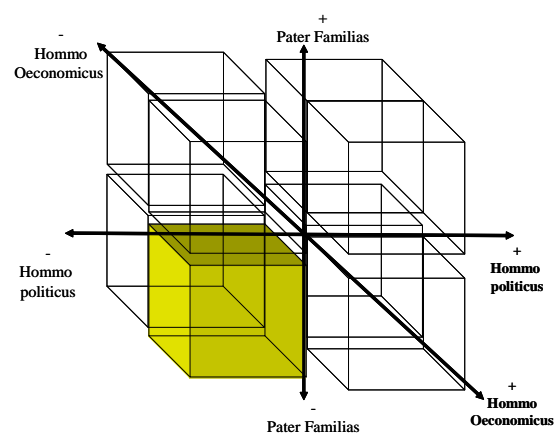 +
Pater Familias
-
Hommo
Oeconomicus
-
Hommo
politicus
+
Hommo
politicus
+
Hommo
Oeconomicus
-
Pater Familias